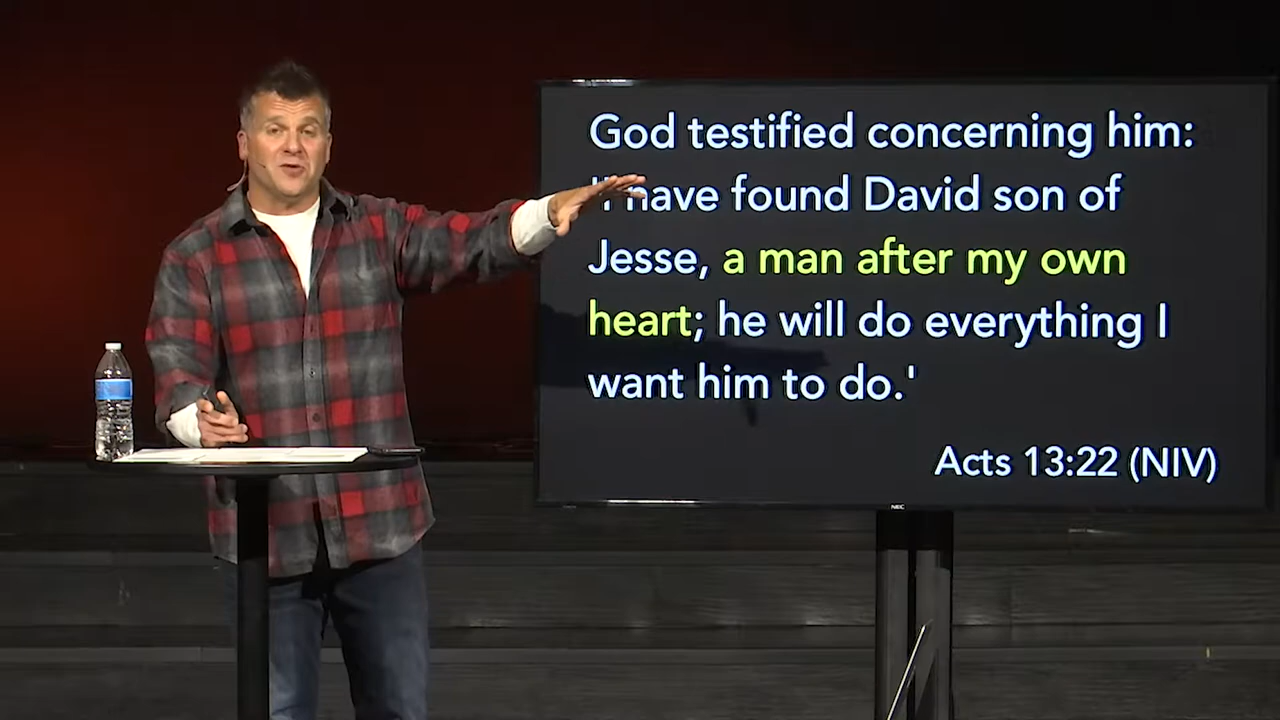 God testified concerning him:
'I have found David son of
Jesse, a man after my own
heart; he will do everything I
want him to do.'
Acts 13:22 (NIV)
NEC